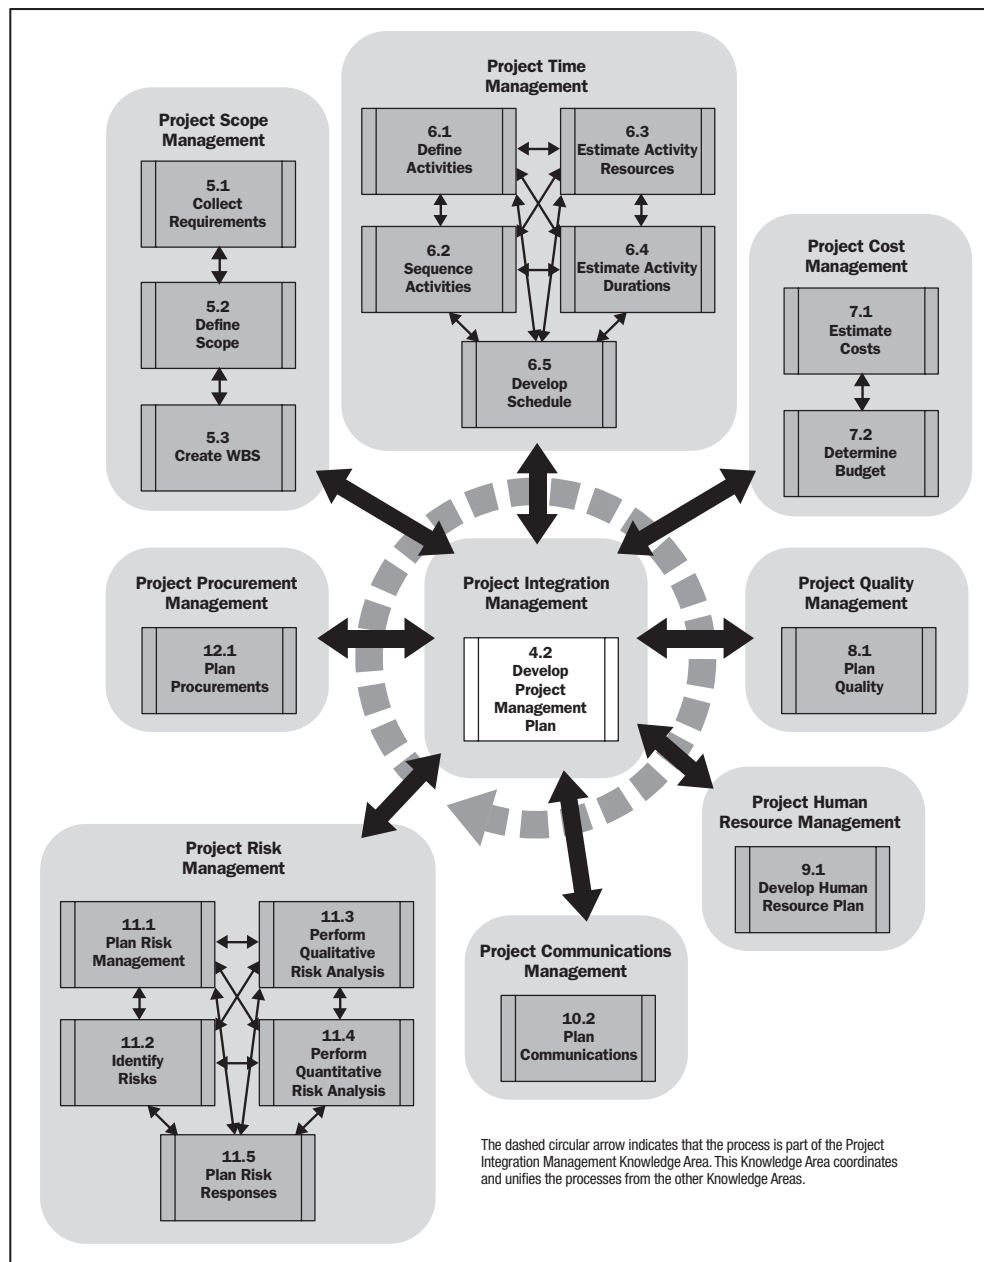 Project Time
Management
6.1
Define
Activities
6.3
Estimate Activity
Resources
6.2
Sequence
Activities
6.4
Estimate Activity
Durations
6.5
Develop
Schedule
Project Scope
Management
5.1
Collect
Requirements
5.2
Define
Scope
5.3
Create WBS
Project Cost
Management
7.1
Estimate
Costs
7.2
Determine
Budget
Project Procurement
Management
12.1
Plan
Procurements
Project Integration
Management
4.2
Develop
Project
Management
Plan
Project Quality
Management
8.1
Plan
Quality
Project Human
Resource Management
9.1
Develop Human
Resource Plan
Project Risk
Management
11.1
Plan Risk
Management
11.3
Perform
Qualitative
Risk Analysis
11.2
Identify
Risks
11.4
Perform
Quantitative
Risk Analysis
11.5
Plan Risk
Responses
Project Communications
Management
10.2
Plan
Communications
The dashed circular arrow indicates that the process is part of the Project
Integration Management Knowledge Area. This Knowledge Area coordinates
and unifies the processes from the other Knowledge Areas.